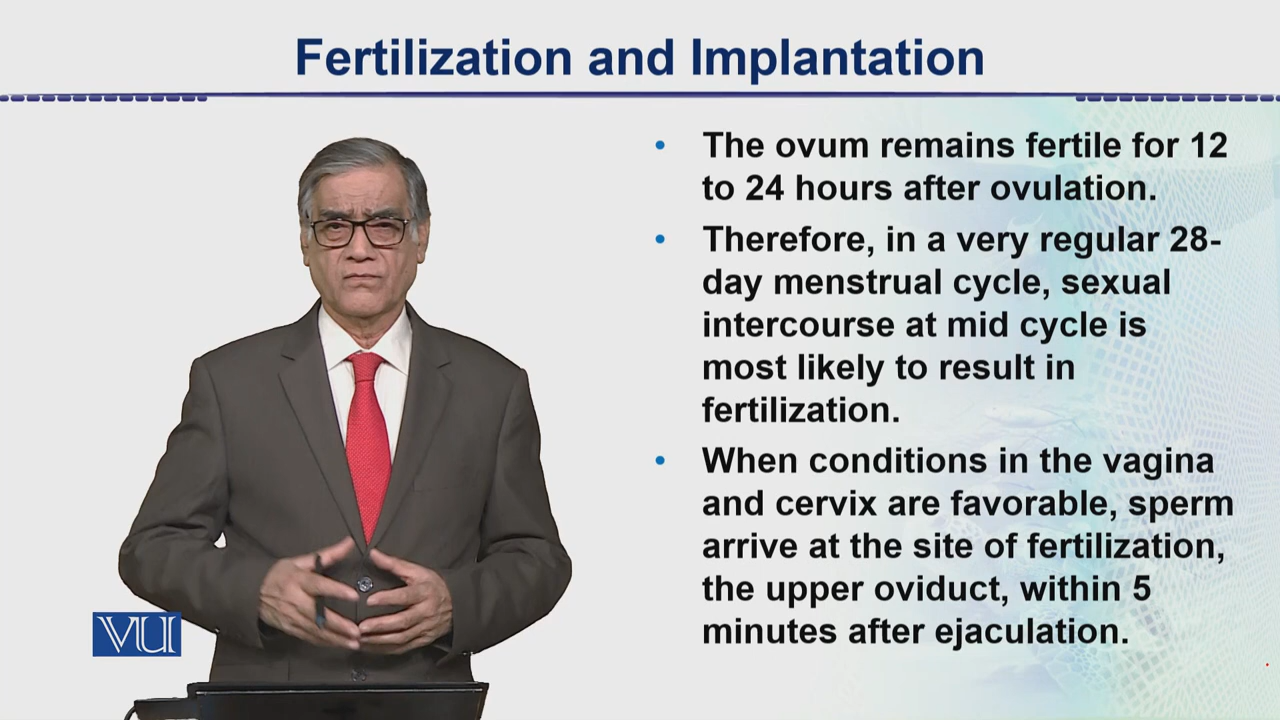 Fertilization and Implantation
• The ovum remains fertile for 12
to 24 hours after ovulation.
• Therefore, in a very regular 28-
day menstrual cycle, sexual
intercourse at mid cycle is
most likely to result in
fertilization.
• When conditions in the vagina
and cervix are favorable, sperm
arrive at the site of fertilization,
the upper oviduct, within 5
minutes after ejaculation.
VU